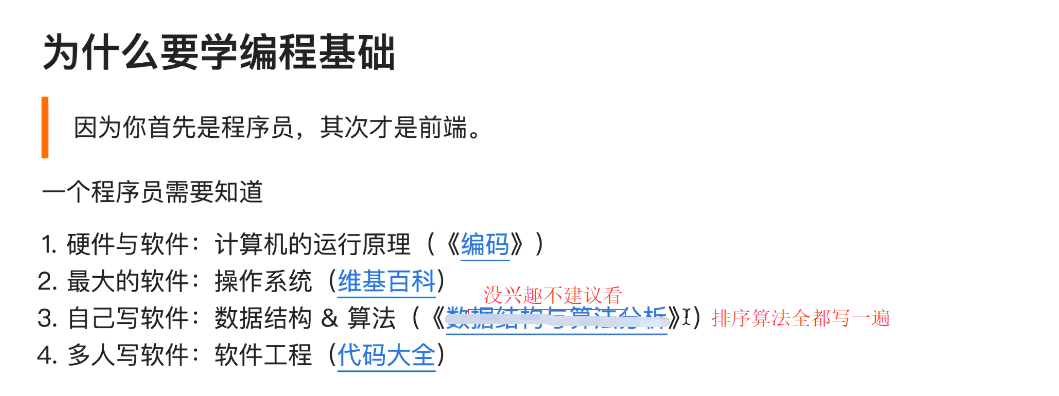 为什么要学编程基础
因为你首先是程序员，其次才是前端。
一个程序员需要知道
1. 硬件与软件：计算机的运行原理（《编码》）
2. 最大的软件：操作系统（维基百科）
没兴趣不建议看
3. 自己写软件：数据结构 & 算法（《数据结构与算法分析》） 排序算法全都写一遍
4. 多人写软件：软件工程（代码大全）